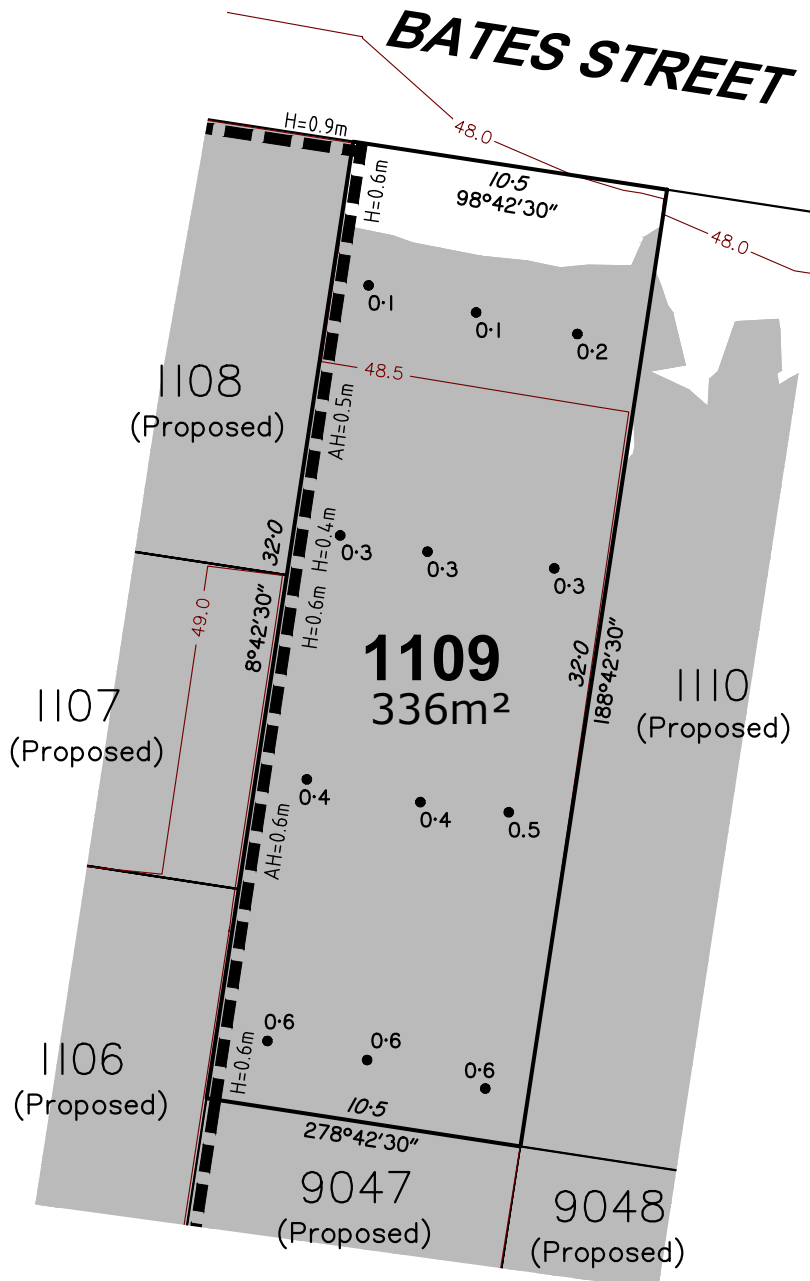 BATES STREET
H=0.9m
48.0
H=0.6m
10·5
98°42'30"
48.0
0·1
0·1
0·2
48.5
1108
(Proposed)
AH=0.5m
32·0
8°42'30"
H=0.4m
0·3
0·3
0·3
H=0.6m
49.0
1109
336m²
32·0
188°42'30"
1107
(Proposed)
1110
(Proposed)
0·4
0·4
0.5
AH=0.6m
0·6
0·6
0·6
H=0.6m
1106
(Proposed)
10·5
278°42'30"
9047
(Proposed)
9048
(Proposed)